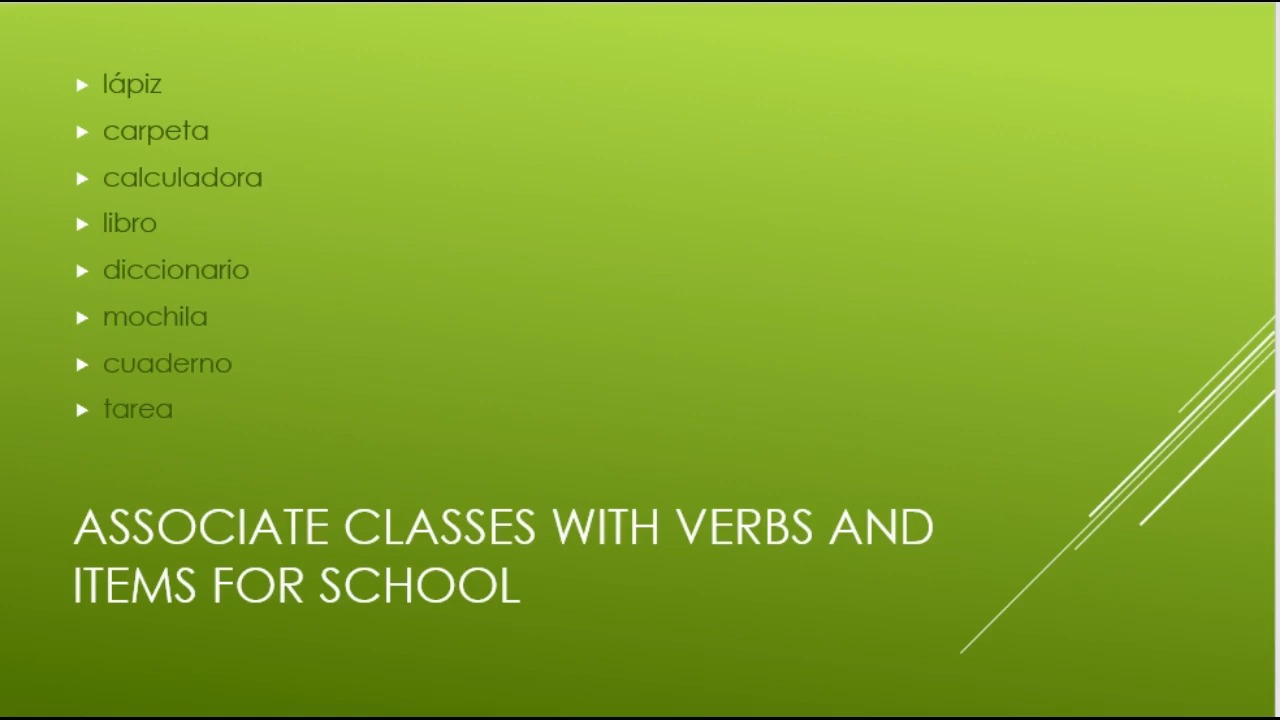 lápiz
carpeta
calculadora
libro
diccionario
mochila
cuaderno
tarea
ASSOCIATE CLASSES WITH VERBS AND
ITEMS FOR SCHOOL